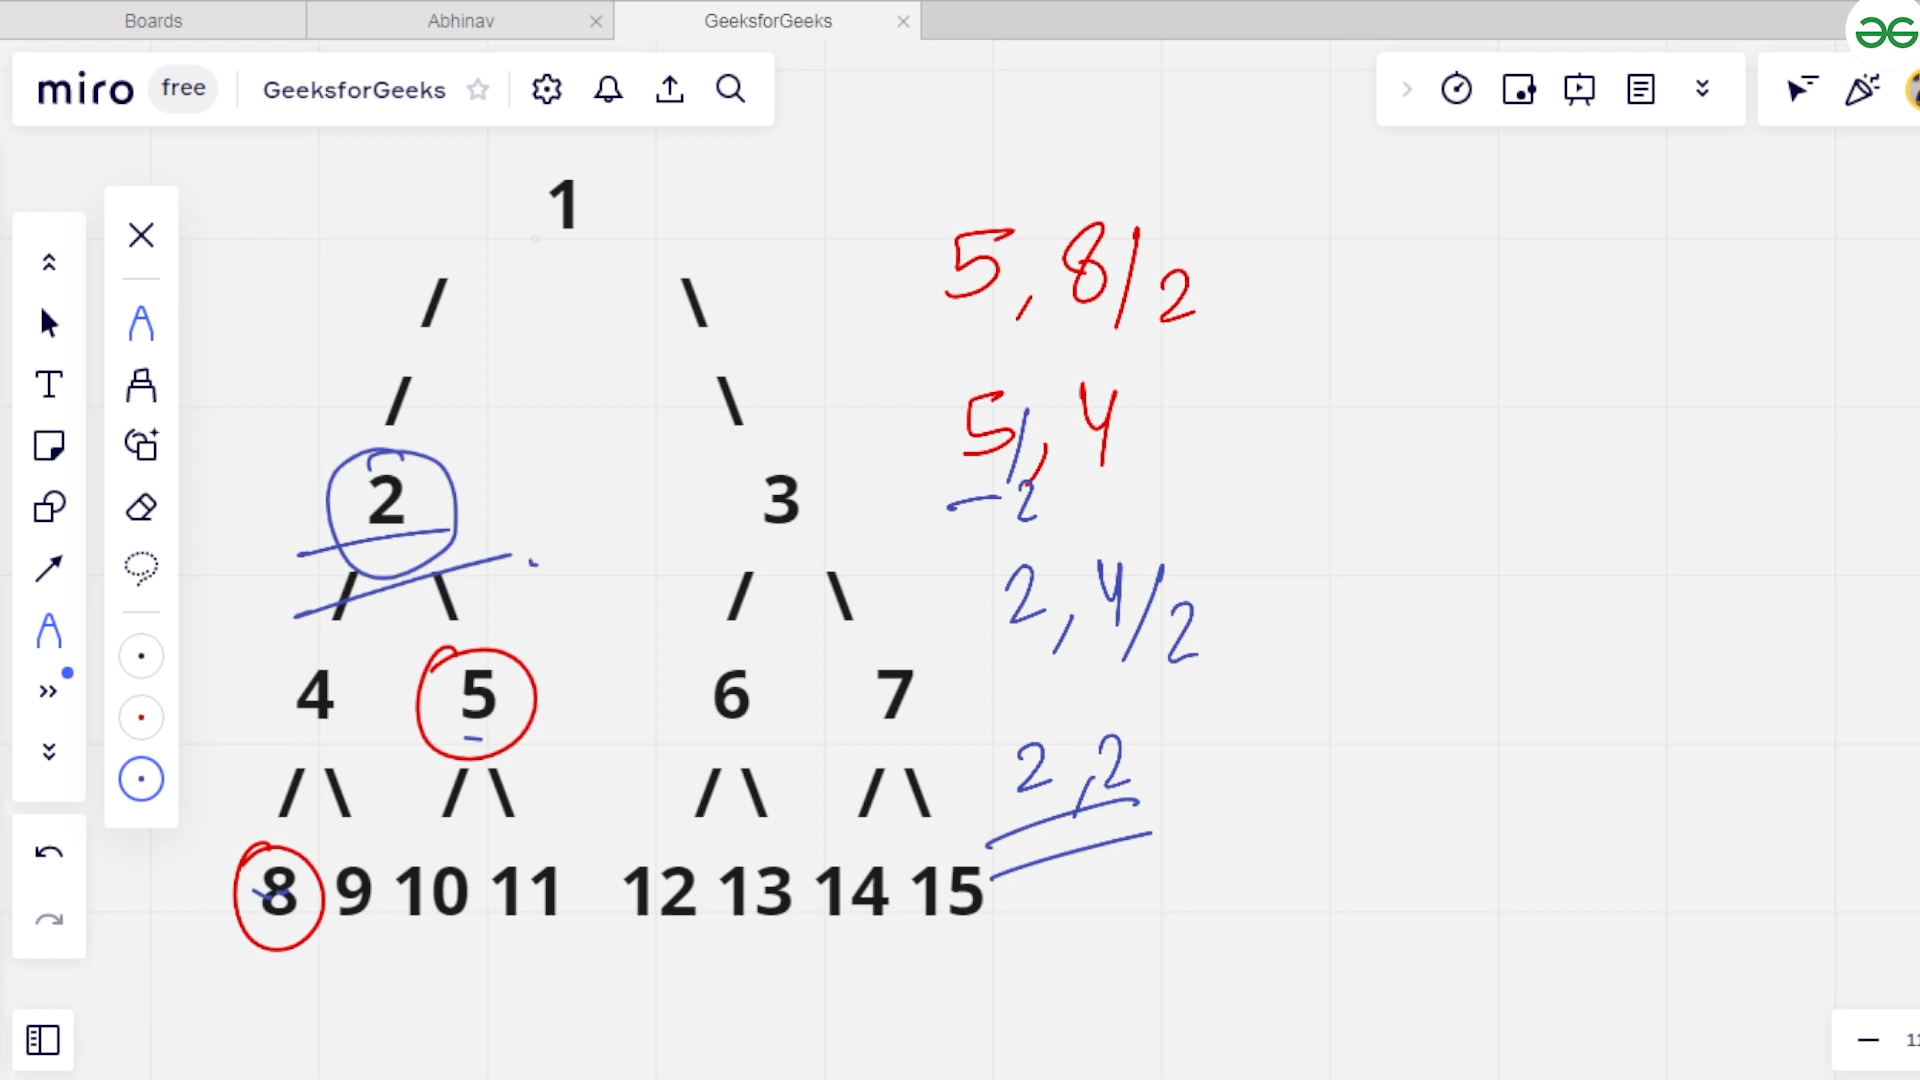 Boards Abhinav GeeksforGeeks
miro free GeeksforGeeks
1
/ \
/ \
2 3
/ \ / \
4 5 6 7
/ \ / \ / \ / \
8 9 10 11 12 13 14 15
5, 8/2
5/2, 4
2, 4/2
2, 2